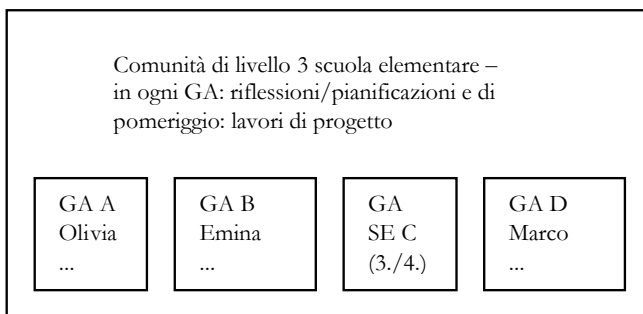 Comunità di livello 3 scuola elementare –
in ogni GA: riflessioni/pianificazioni e di
pomeriggio: lavori di progetto
GA A
Olivia
...
GA B
Emina
...
GA
SE C
(3./4.)
GA D
Marco
...